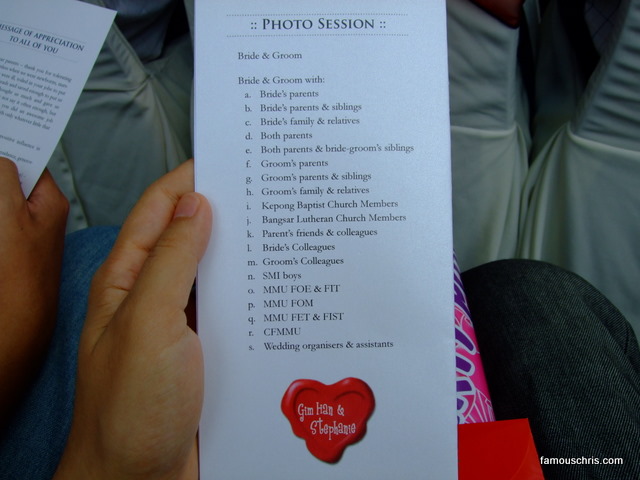 MESSAGE OF APPRECIATION
TO ALL OF YOU
:: PHOTO SESSION ::
Bride & Groom
Bride & Groom with:
a. Bride's parents
b. Bride's parents & siblings
c. Bride's family & relatives
d. Both parents
e. Both parents & bride-groom's siblings
f. Groom's parents
g. Groom's parents & siblings
h. Groom's family & relatives
i. Kepong Baptist Church Members
j. Bangsar Lutheran Church Members
k. Parent's friends & colleagues
l. Bride's Colleagues
m. Groom's Colleagues
n. SMI boys
o. MMU FOE & FIT
p. MMU FOM
q. MMU FET & FIST
r. CFMMU
s. Wedding organisers & assistants
Gim Han &
Stephanie
famouschris.com